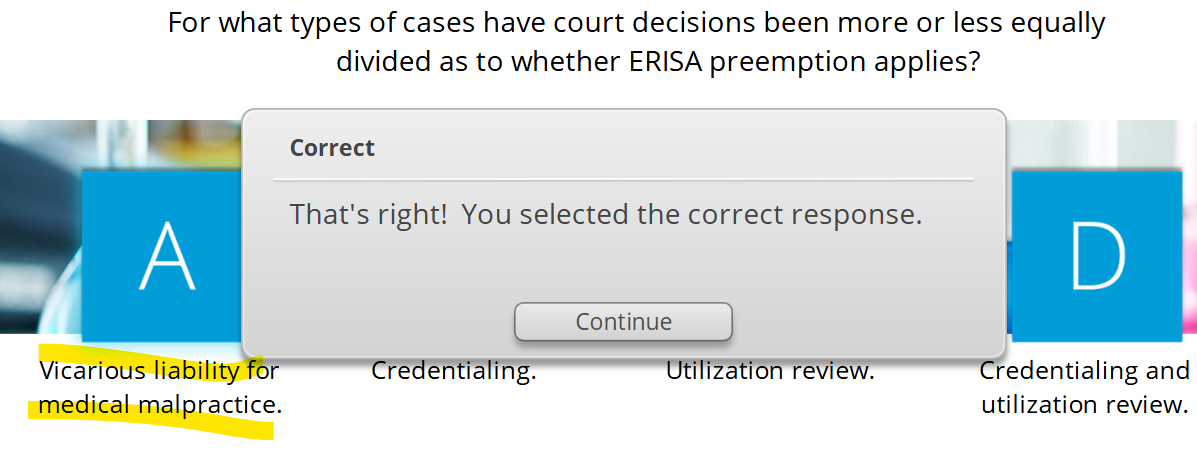 For what types of cases have court decisions been more or less equally
divided as to whether ERISA preemption applies?
Correct
That's right! You selected the correct response.
Continue
A
D
Vicarious liability for
medical malpractice.
Credentialing.
Utilization review.
Credentialing and
utilization review.